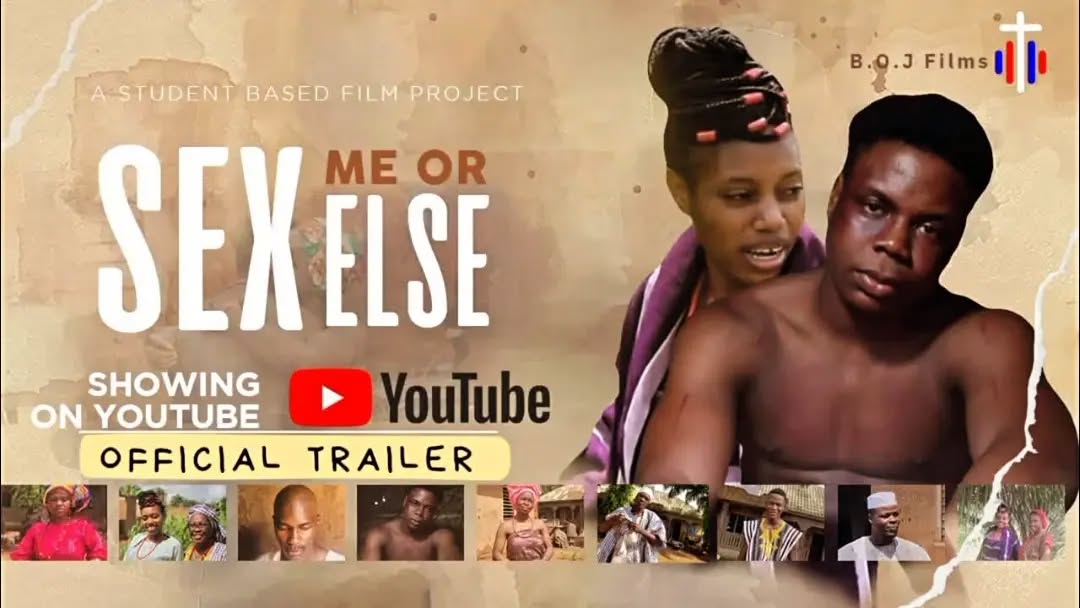 B.O.J Films
A STUDENT BASED FILM PROJECT
SEX ME OR
ELSE
SHOWING
ON YOUTUBE
YouTube
OFFICIAL TRAILER